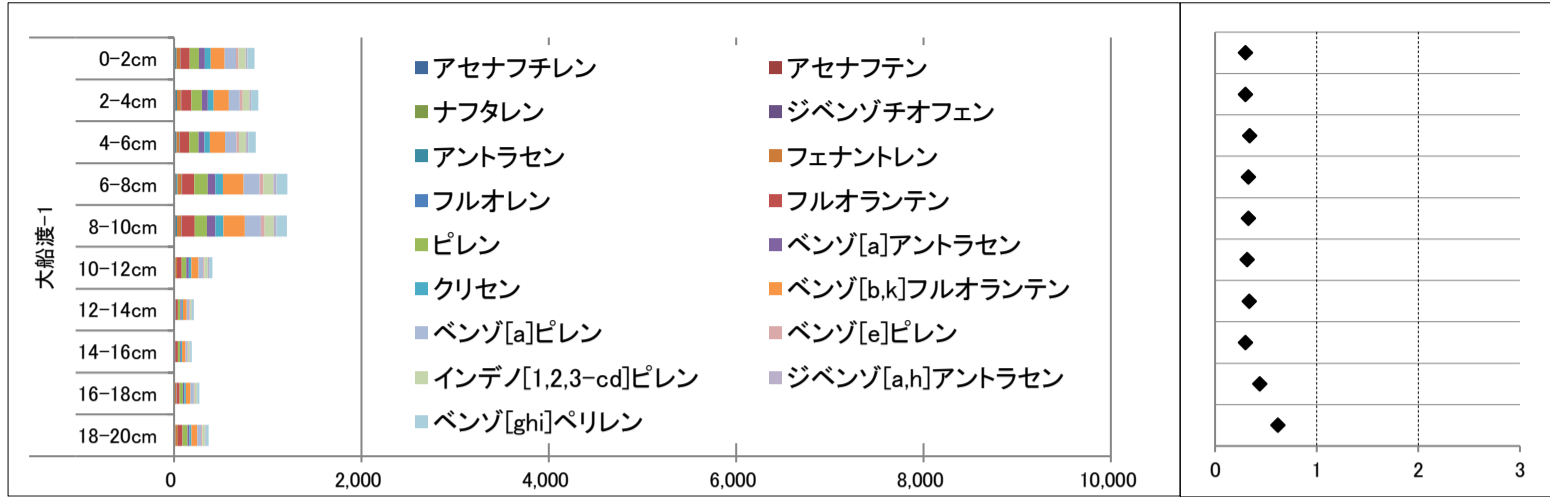 大船渡-1
0-2cm
2-4cm
4-6cm
6-8cm
8-10cm
10-12cm
12-14cm
14-16cm
16-18cm
18-20cm
アセナフチレン
アセナフテン
ナフタレン
ジベンゾチオフェン
アントラセン
フェナントレン
フルオレン
フルオランテン
ピレン
ベンゾ[a]アントラセン
クリセン
ベンゾ[b,k]フルオランテン
ベンゾ[a]ピレン
ベンゾ[e]ピレン
インデノ[1,2,3-cd]ピレン
ジベンゾ[a,h]アントラセン
ベンゾ[ghi]ペリレン
0 2,000 4,000 6,000 8,000 10,000
0 1 2 3